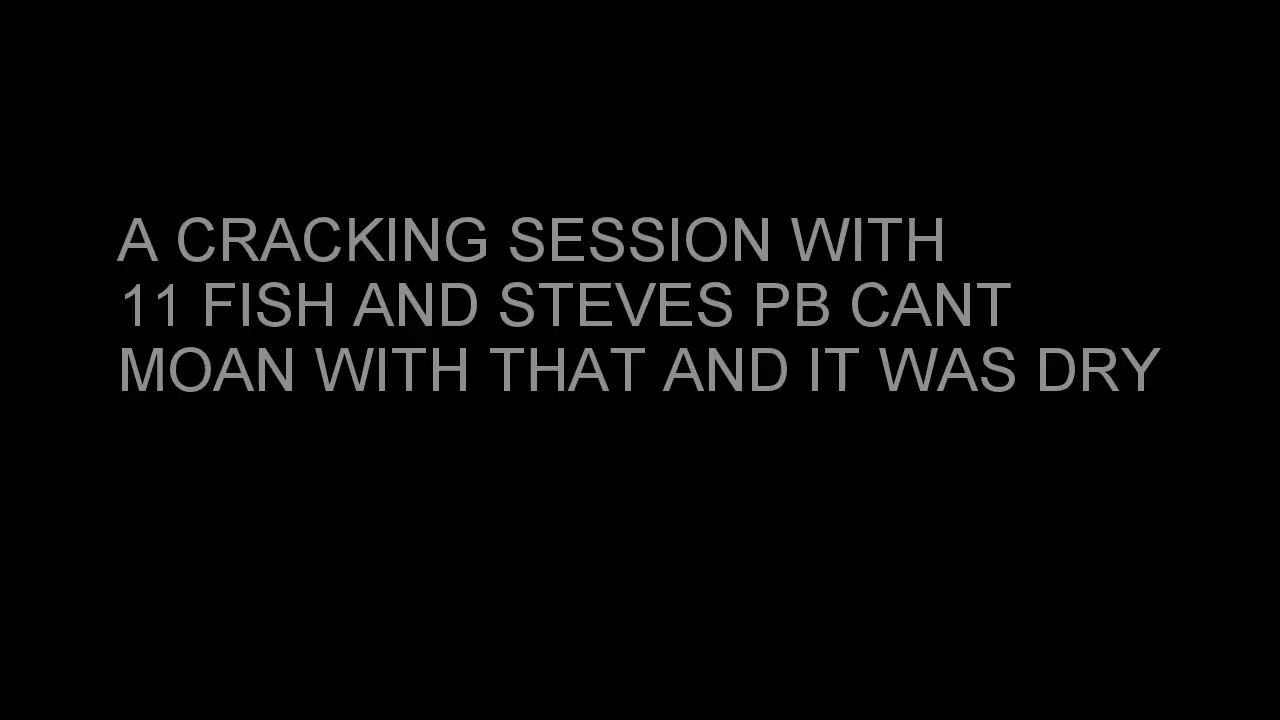 A CRACKING SESSION WITH
11 FISH AND STEVES PB CANT
MOAN WITH THAT AND IT WAS DRY